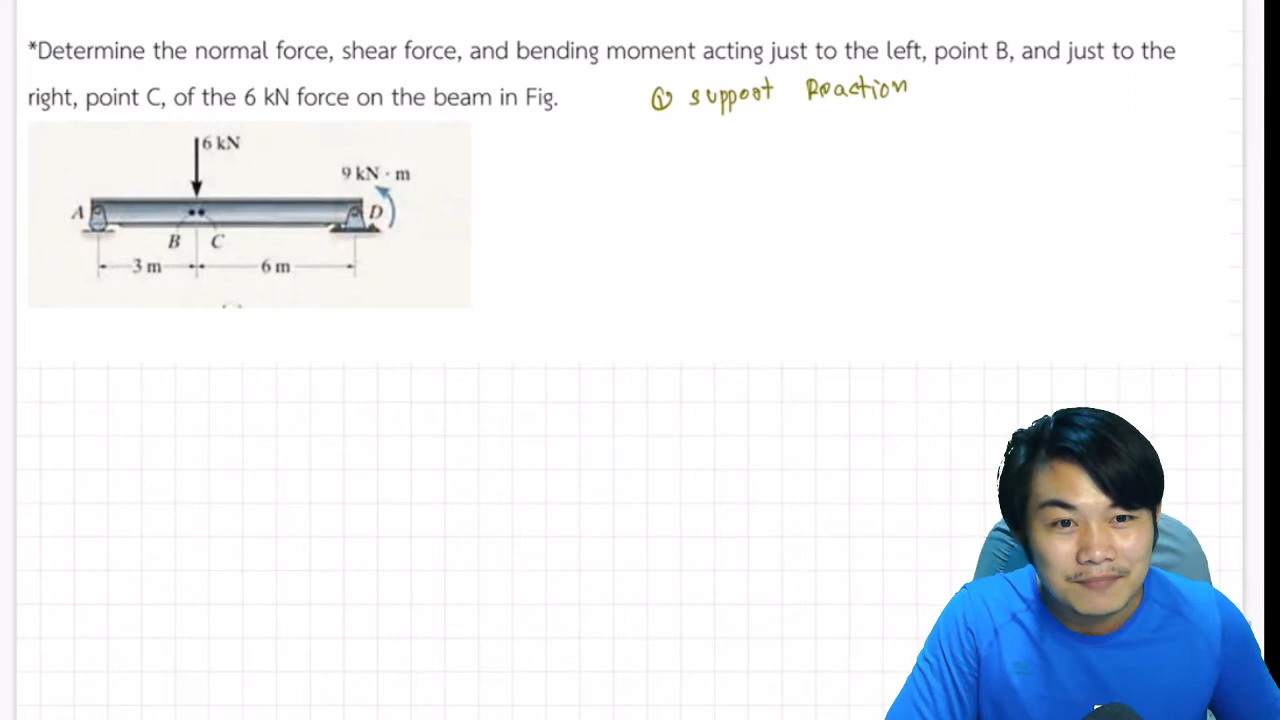 *Determine the normal force, shear force, and bending moment acting just to the left, point B, and just to the
right, point C, of the 6 kN force on the beam in Fig.
① support Reaction
6 kN
9 kN · m
A
D
B C
3 m
6 m